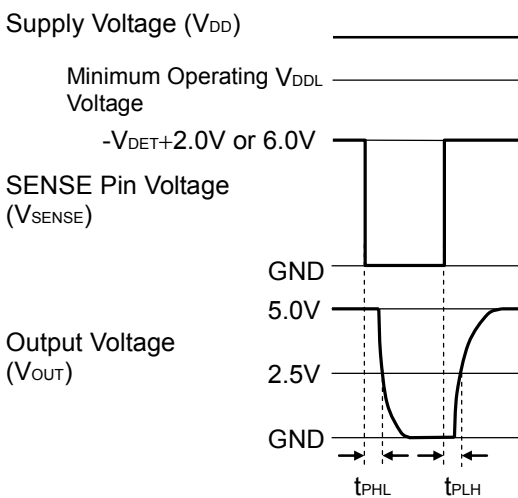 Supply Voltage (VDD)
Minimum Operating VDDL
Voltage
-VDET+2.0V or 6.0V
SENSE Pin Voltage
(VSENSE)
GND
5.0V
Output Voltage
(VOUT)
2.5V
GND
tPHL tPLH